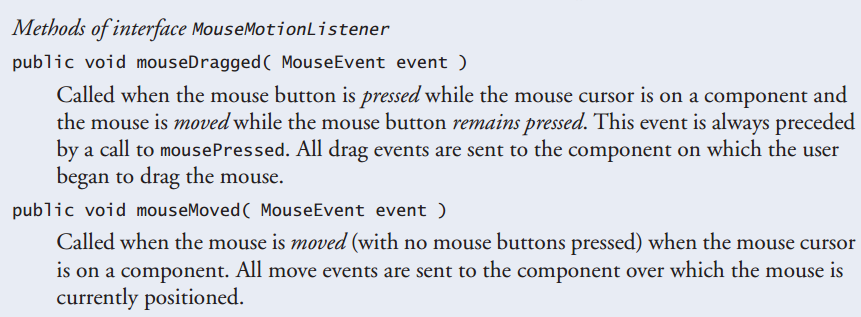 Methods of interface MouseMotionListener
public void mouseDragged( MouseEvent event )
Called when the mouse button is pressed while the mouse cursor is on a component and
the mouse is moved while the mouse button remains pressed. This event is always preceded
by a call to mousePressed. All drag events are sent to the component on which the user
began to drag the mouse.
public void mouseMoved( MouseEvent event )
Called when the mouse is moved (with no mouse buttons pressed) when the mouse cursor
is on a component. All move events are sent to the component over which the mouse is
currently positioned.